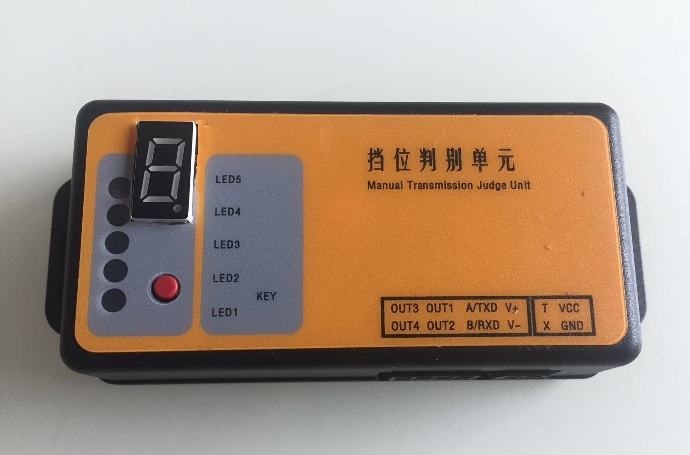 挡位判别单元
Manual Transmission Judge Unit
LED5
LED4
LED3
LED2
KEY
LED1
OUT3 OUT1 A/TXD V+ T VCC
OUT4 OUT2 B/RXD V- X GND